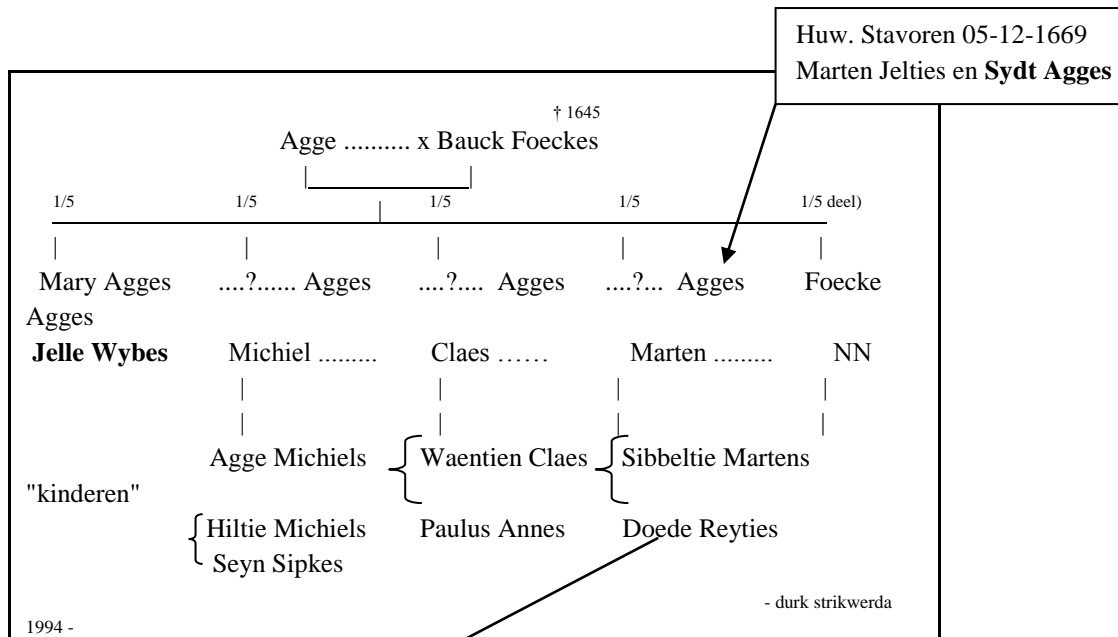 Huw. Stavoren 05-12-1669
Marten Jelties en Sydt Agges
† 1645
Agge .......... x Bauck Foeckes
1/5 1/5 1/5 1/5 1/5 deel)
Mary Agges ....?...... Agges ....?.... Agges ...?... Agges Foecke
Agges
Jelle Wybes Michiel ......... Claes …… Marten ......... NN
Agge Michiels Waentien Claes Sibbeltie Martens
"kinderen"
Hiltie Michiels Paulus Annes Doede Reyties
Seyn Sipkes
- durk strikwerda
1994 -